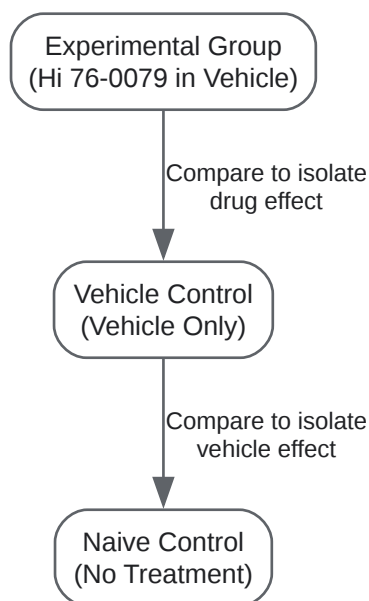 Experimental Group
(Hi 76-0079 in Vehicle)
Compare to isolate
drug effect
Vehicle Control
(Vehicle Only)
Compare to isolate
vehicle effect
Naive Control
(No Treatment)